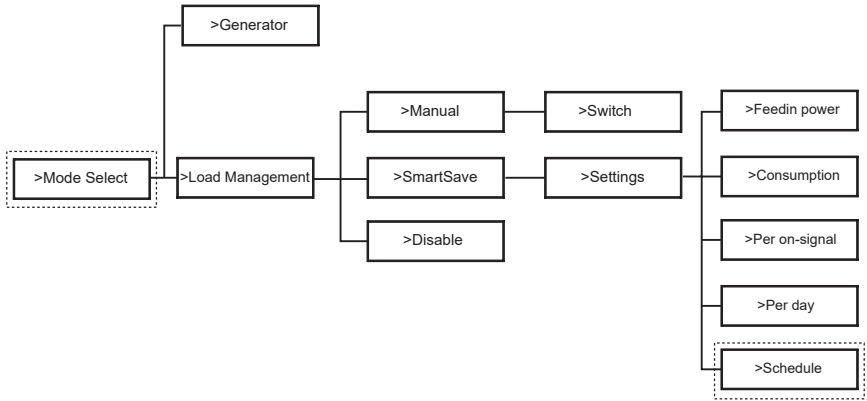 >Generator
>Manual
>Switch
>Feedin power
>Mode Select
>Load Management
>SmartSave
>Settings
>Consumption
>Disable
>Per on-signal
>Per day
>Schedule